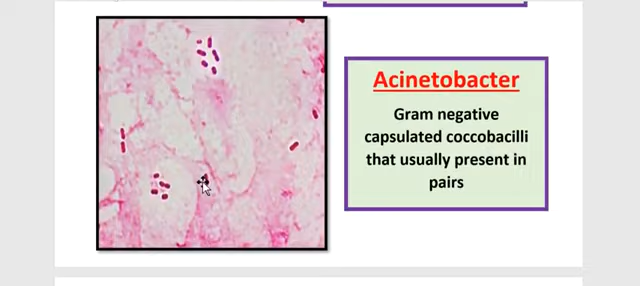 Acinetobacter
Gram negative
capsulated coccobacilli
that usually present in
pairs